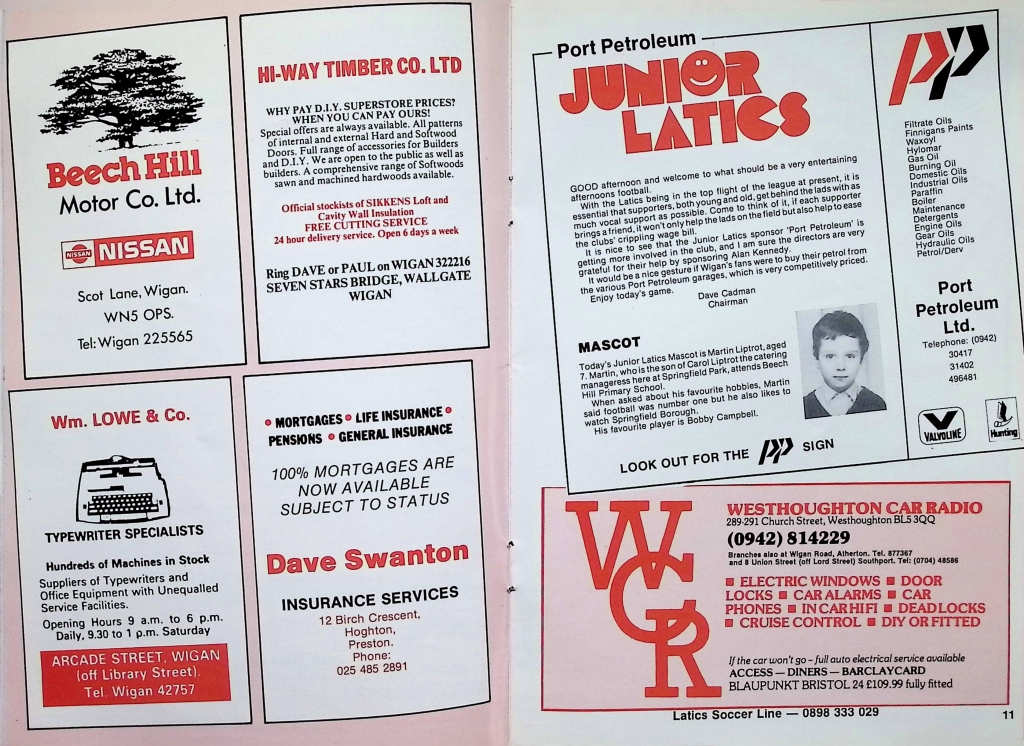 Beech Hill
Motor Co. Ltd.
NISSAN
NISSAN
Scot Lane, Wigan.
WN5 OPS.
Tel: Wigan 225565
HI-WAY TIMBER CO. LTD
WHY PAY D.I.Y. SUPERSTORE PRICES?
WHEN YOU CAN PAY OURS!
Special offers are always available. All patterns
of internal and external Hard and Softwood
Doors. Full range of accessories for Builders
and D.I.Y. We are open to the public as well as
builders. A comprehensive range of Softwoods
sawn and machined hardwoods available.
Official stockists of SIKKENS Loft and
Cavity Wall Insulation
FREE CUTTING SERVICE
24 hour delivery service. Open 6 days a week
Ring DAVE or PAUL on WIGAN 322216
SEVEN STARS BRIDGE, WALLGATE
WIGAN
Wm. LOWE & Co.
TYPEWRITER SPECIALISTS
Hundreds of Machines in Stock
Suppliers of Typewriters and
Office Equipment with Unequalled
Service Facilities.
Opening Hours 9 a.m. to 6 p.m.
Daily, 9.30 to 1 p.m. Saturday
ARCADE STREET, WIGAN
(off Library Street).
Tel. Wigan 42757
• MORTGAGES • LIFE INSURANCE •
PENSIONS • GENERAL INSURANCE
100% MORTGAGES ARE
NOW AVAILABLE
SUBJECT TO STATUS
Dave Swanton
INSURANCE SERVICES
12 Birch Crescent,
Hoghton,
Preston.
Phone:
025 485 2891
Port Petroleum
JUNIOR
LATICS
GOOD afternoon and welcome to what should be a very entertaining
afternoons football.
With the Latics being in the top flight of the league at present, it is
essential that supporters, both young and old, get behind the lads with as
much vocal support as possible. Come to think of it, if each supporter
brings a friend, it won't only help the lads on the field but also help to ease
the clubs' crippling wage bill.
It is nice to see that the Junior Latics sponsor 'Port Petroleum' is
getting more involved in the club, and I am sure the directors are very
grateful for their help by sponsoring Alan Kennedy.
It would be a nice gesture if Wigan's fans were to buy their petrol from
the various Port Petroleum garages, which is very competitively priced.
Enjoy today's game.
Dave Cadman
Chairman
MASCOT
Today's Junior Latics Mascot is Martin Liptrot, aged
7. Martin, who is the son of Carol Liptrot the catering
manageress here at Springfield Park, attends Beech
Hill Primary School.
When asked about his favourite hobbies, Martin
said football was number one but he also likes to
watch Springfield Borough.
His favourite player is Bobby Campbell.
LOOK OUT FOR THE PP SIGN
PP
Filtrate Oils
Finnigans Paints
Waxoyl
Hylomar
Gas Oil
Burning Oil
Domestic Oils
Industrial Oils
Paraffin
Boiler
Maintenance
Detergents
Engine Oils
Gear Oils
Hydraulic Oils
Petrol/Derv
Port
Petroleum
Ltd.
Telephone: (0942)
30417
31402
496481
V
VALVOLINE
Hunting
WCR
WESTHOUGHTON CAR RADIO
289-291 Church Street, Westhoughton BL5 3QQ
(0942) 814229
Branches also at Wigan Road, Atherton. Tel. 877367
and 8 Union Street (off Lord Street) Southport. Tel: (0704) 48586
■ ELECTRIC WINDOWS ■ DOOR
LOCKS ■ CAR ALARMS ■ CAR
PHONES ■ IN CAR HIFI ■ DEADLOCKS
■ CRUISE CONTROL ■ DIY OR FITTED
If the car won't go – full auto electrical service available
ACCESS — DINERS — BARCLAYCARD
BLAUPUNKT BRISTOL 24 £109.99 fully fitted
Latics Soccer Line — 0898 333 029
11